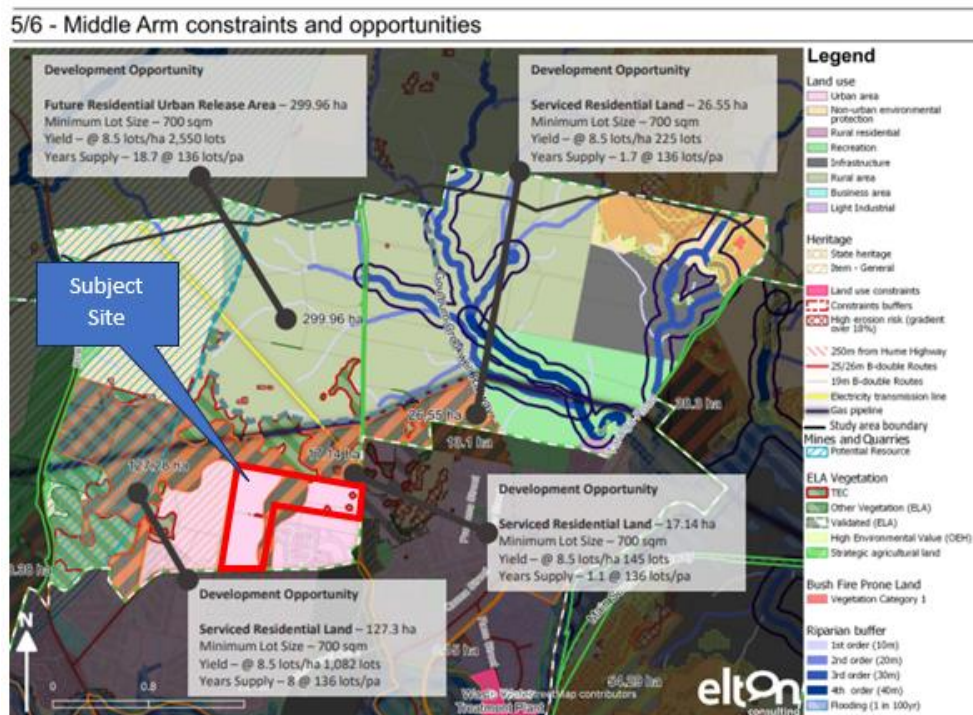 5/6 - Middle Arm constraints and opportunities
Development Opportunity
Future Residential Urban Release Area – 299.96 ha
Minimum Lot Size – 700 sqm
Yield – @ 8.5 lots/ha 2,550 lots
Years Supply – 18.7 @ 136 lots/pa
Development Opportunity
Serviced Residential Land – 26.55 ha
Minimum Lot Size – 700 sqm
Yield – @ 8.5 lots/ha 225 lots
Years Supply – 1.7 @ 136 lots/pa
Subject
Site
299.96 ha
26.55 ha
13.1 ha
17.14 ha
127.28 ha
Development Opportunity
Serviced Residential Land – 17.14 ha
Minimum Lot Size – 700 sqm
Yield – @ 8.5 lots/ha 145 lots
Years Supply – 1.1 @ 136 lots/pa
Development Opportunity
Serviced Residential Land – 127.3 ha
Minimum Lot Size – 700 sqm
Yield – @ 8.5 lots/ha 1,082 lots
Years Supply – 8 @ 136 lots/pa
N
0 0.8
Treatment Plant
elton
consulting
Legend
Land use
Urban area
Non-urban environmental
protection
Rural residential
Recreation
Infrastructure
Rural area
Business area
Light Industrial
Heritage
State heritage
Item - General
Land use constraints
Constraints buffers
High erosion risk (gradient
over 18%)
250m from Hume Highway
25/26m B-double Routes
19m B-double Routes
Electricity transmission line
Gas pipeline
Study area boundary
Mines and Quarries
Potential Resource
ELA Vegetation
TEC
Other Vegetation (ELA)
Validated (ELA)
High Environmental Value (OEH)
Strategic agricultural land
Bush Fire Prone Land
Vegetation Category 1
Riparian buffer
1st order (10m)
2nd order (20m)
3rd order (30m)
4th order (40m)
Flooding (1 in 100yr)